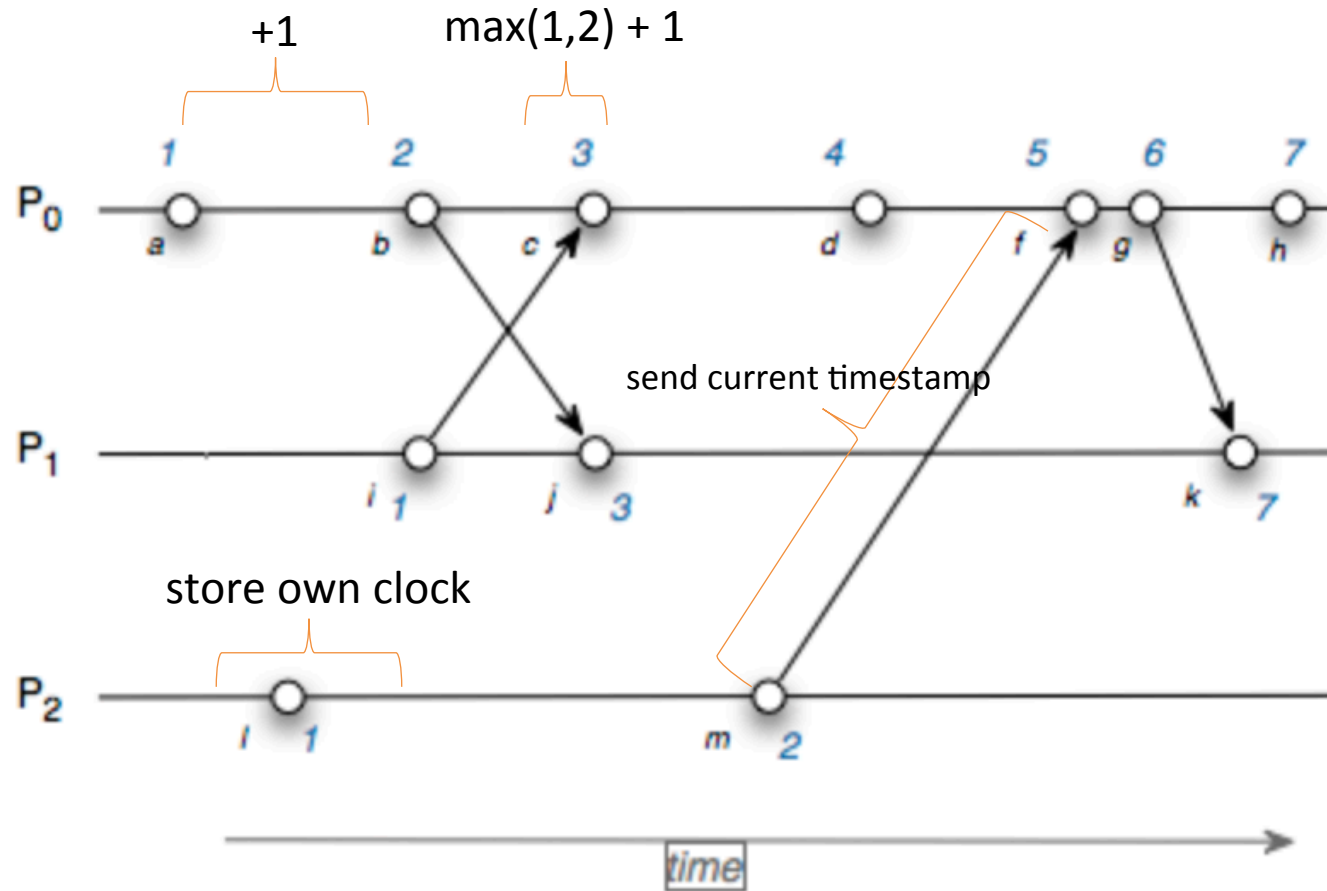 +1
max(1,2) + 1
1 2 3 4 5 6 7
P0
a b c d f g h
send current timestamp
P1
i 1 j 3 k 7
store own clock
P2
l 1 m 2
time